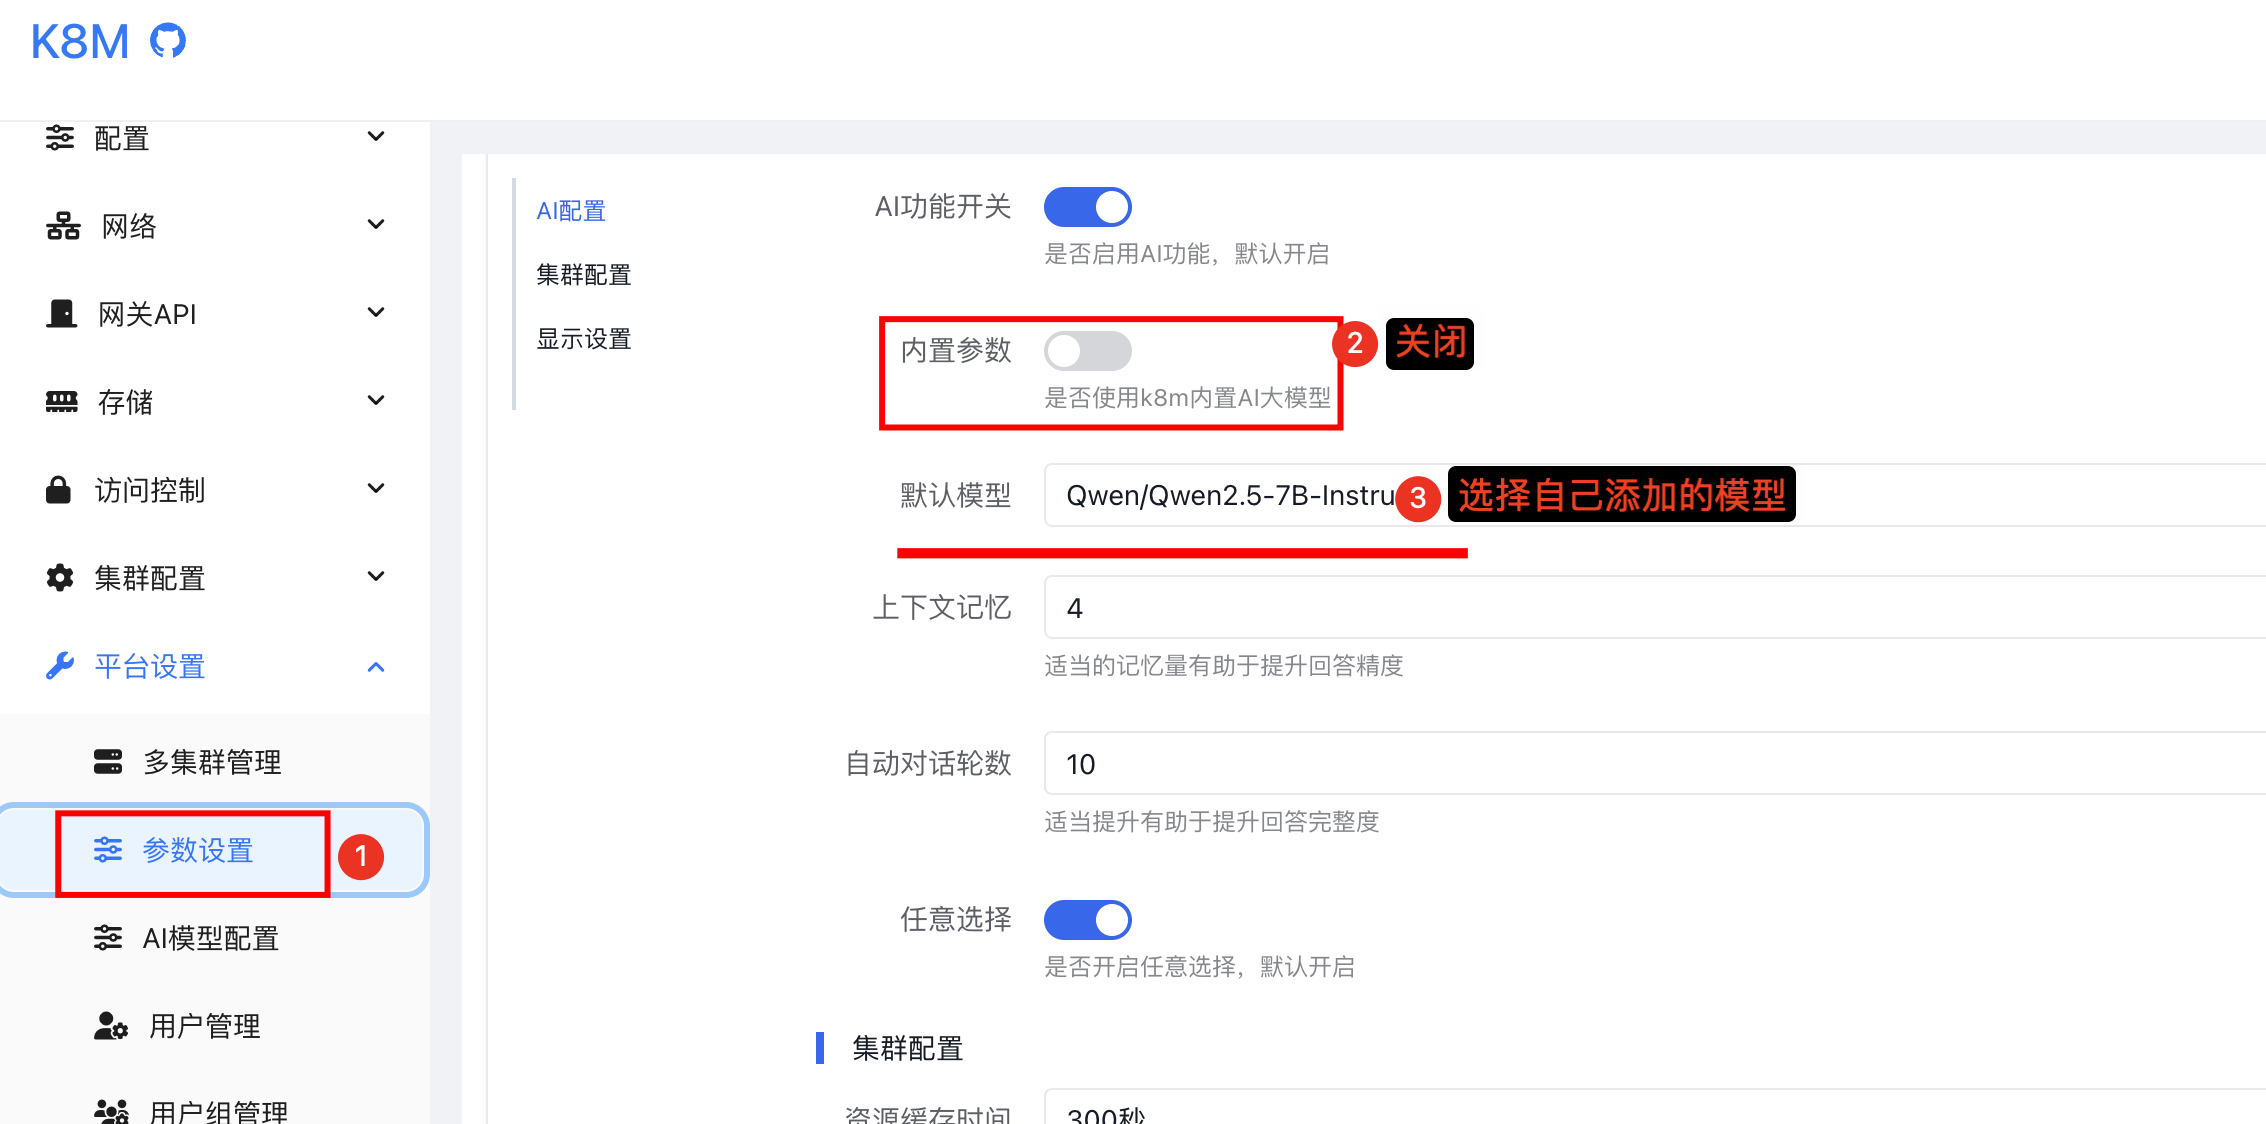 K8M
配置
网络
网关API
存储
访问控制
集群配置
平台设置
多集群管理
参数设置
1
AI模型配置
用户管理
用户组管理
AI配置
集群配置
显示设置
AI功能开关
是否启用AI功能，默认开启
内置参数
2
关闭
是否使用k8m内置AI大模型
默认模型
Qwen/Qwen2.5-7B-Instru
3
选择自己添加的模型
上下文记忆
4
适当的记忆量有助于提升回答精度
自动对话轮数
10
适当提升有助于提升回答完整度
任意选择
是否开启任意选择，默认开启
集群配置
资源缓存时间
300秒